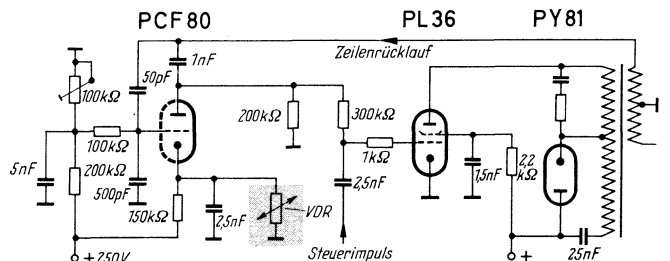 PCF80 PL36 PY81
Zeilenrücklauf
1nF
50pF
100kΩ
200kΩ
300kΩ
100kΩ
1kΩ
5nF
200kΩ
500pF
2,5nF
1,5nF
2,2 kΩ
150kΩ
2,5nF
VDR
25nF
+250V
Steuerimpuls
+